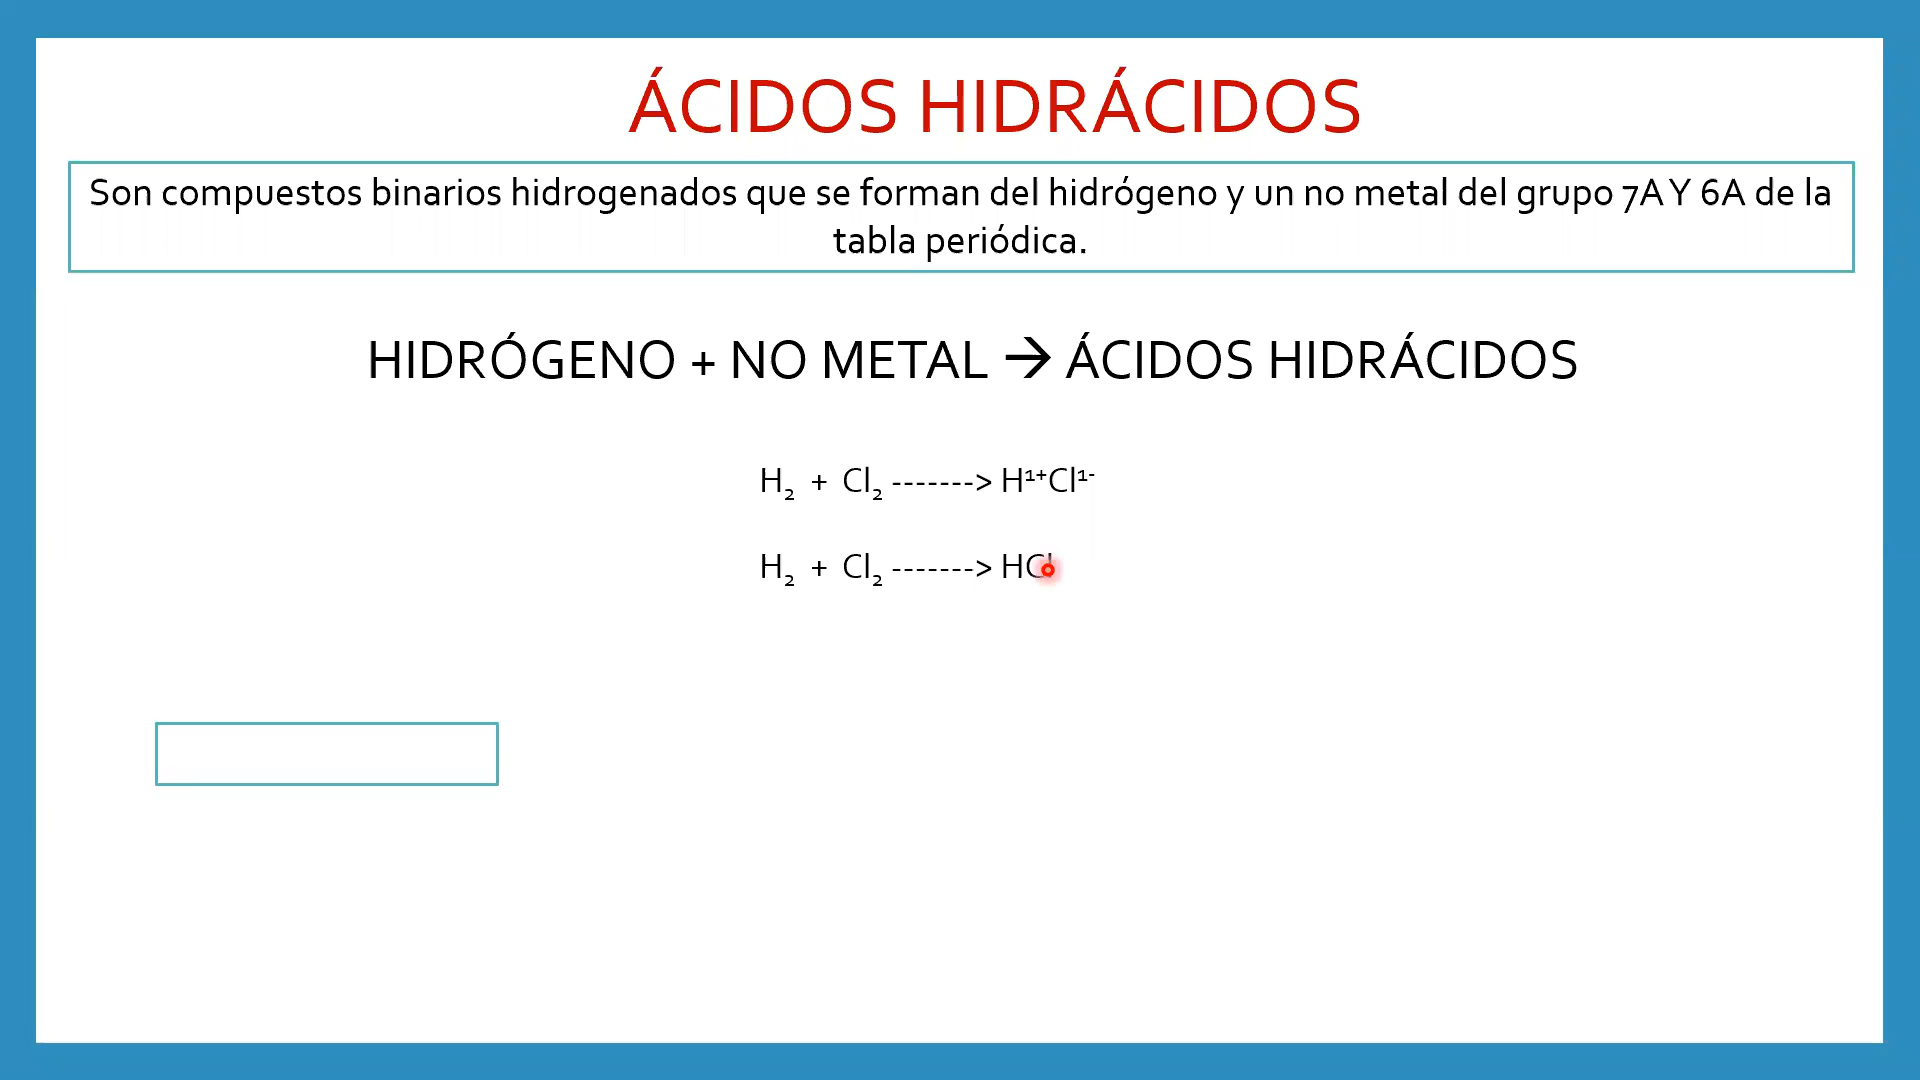 ÁCIDOS HIDRÁCIDOS
Son compuestos binarios hidrogenados que se forman del hidrógeno y un no metal del grupo 7A Y 6A de la
tabla periódica.
HIDRÓGENO + NO METAL → ÁCIDOS HIDRÁCIDOS
H₂ + Cl₂ -------> H¹⁺Cl¹⁻
H₂ + Cl₂ -------> HCl